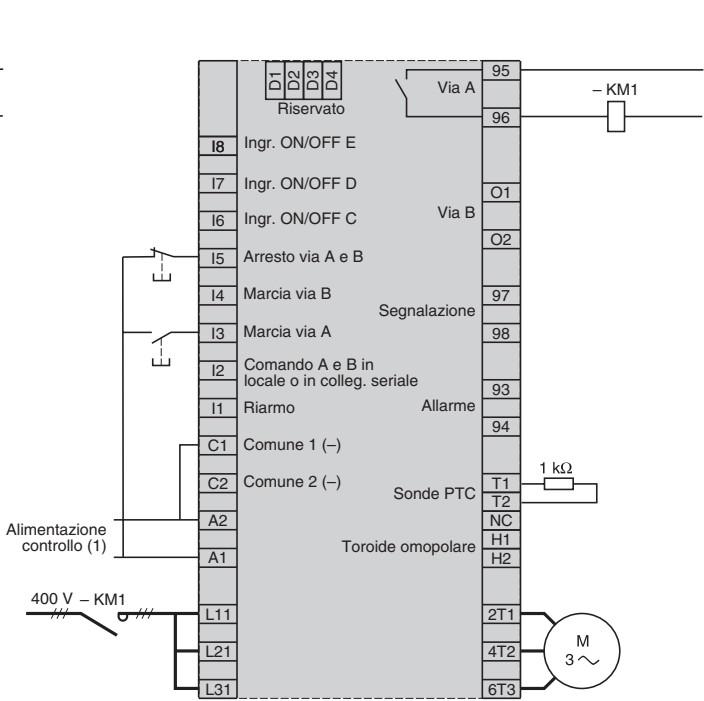 D1 D2 D3 D4
Riservato
Via A
95
– KM1
96
I8 Ingr. ON/OFF E
I7 Ingr. ON/OFF D
O1
I6 Ingr. ON/OFF C
Via B
O2
I5 Arresto via A e B
I4 Marcia via B
97
Segnalazione
I3 Marcia via A
98
I2 Comando A e B in
locale o in colleg. seriale
93
I1 Riarmo
Allarme
94
C1 Comune 1 (–)
1 kΩ
C2 Comune 2 (–)
Sonde PTC
T1
T2
Alimentazione
controllo (1)
A2
NC
Toroide omopolare
H1
A1
H2
400 V – KM1
L11
2T1
L21
4T2
M
3
L31
6T3